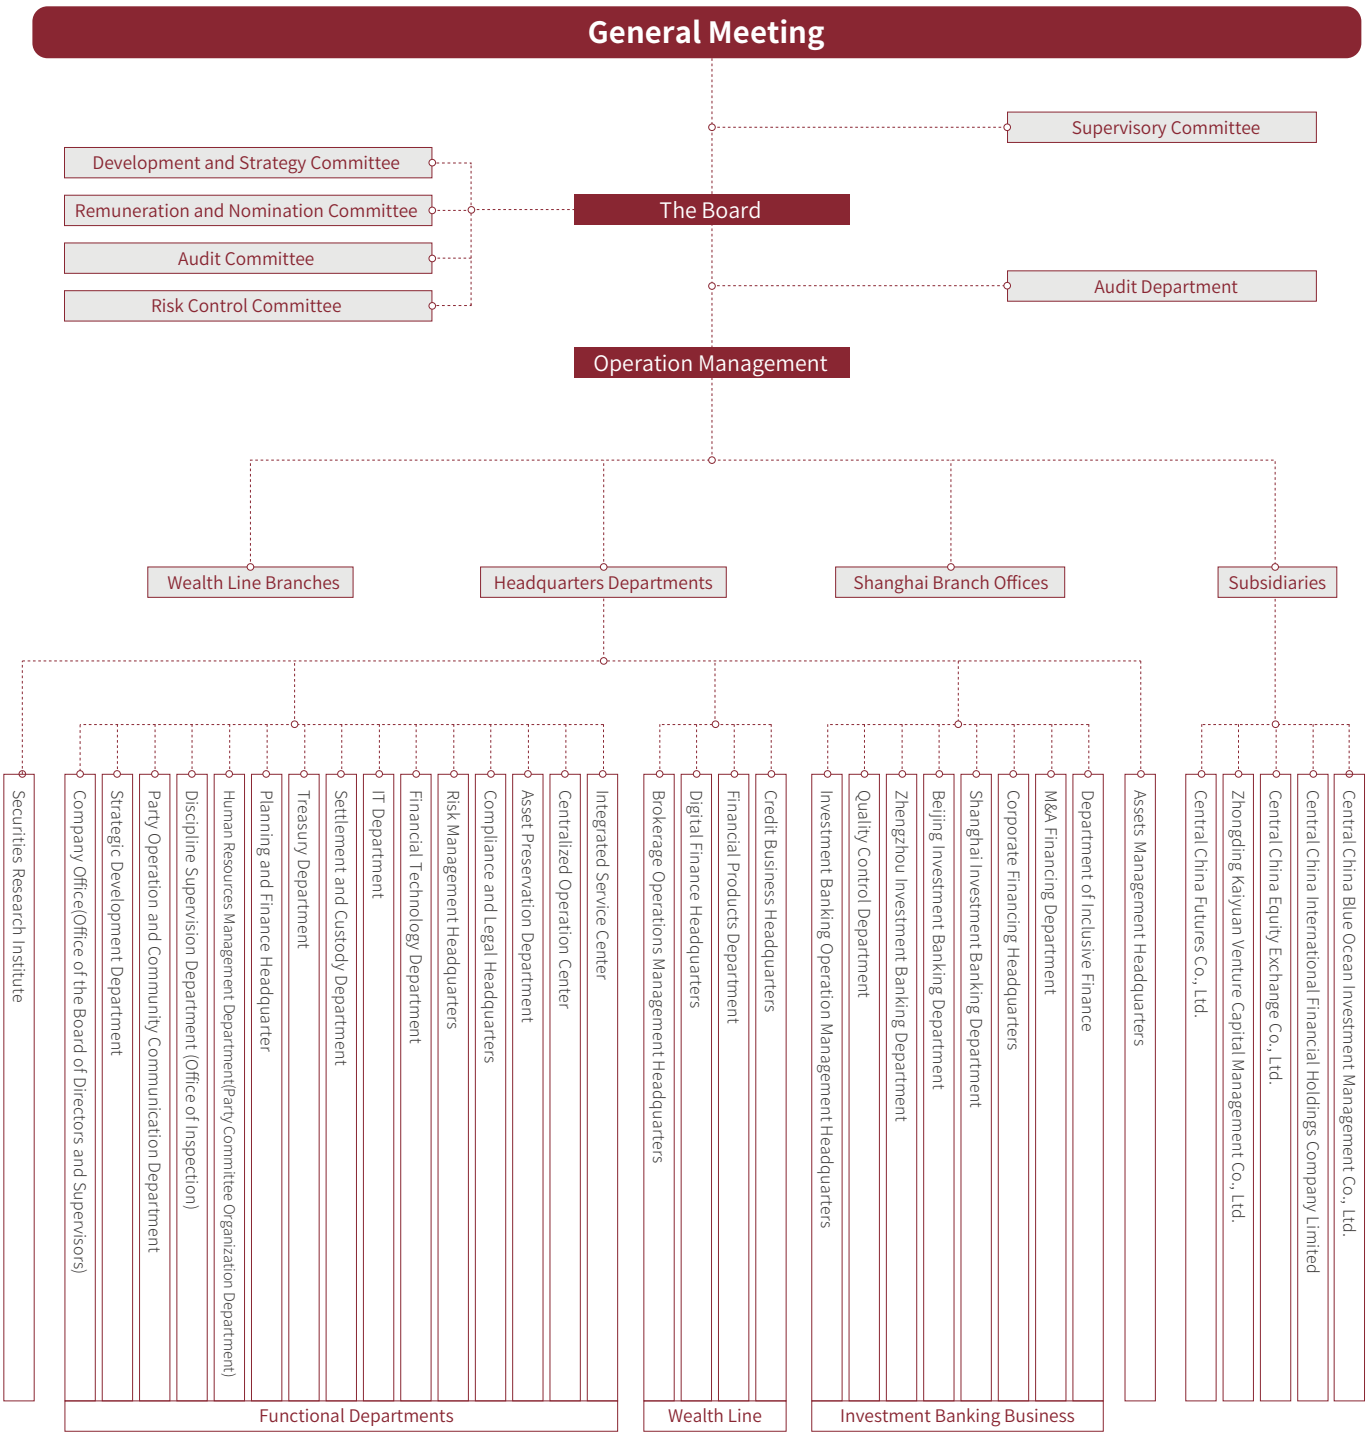 General Meeting
Supervisory Committee
Development and Strategy Committee
Remuneration and Nomination Committee
The Board
Audit Committee
Audit Department
Risk Control Committee
Operation Management
Wealth Line Branches
Headquarters Departments
Shanghai Branch Offices
Subsidiaries
Securities Research Institute
Company Office(Office of the Board of Directors and Supervisors)
Strategic Development Department
Party Operation and Community Communication Department
Discipline Supervision Department (Office of Inspection)
Human Resources Management Department(Party Committee Organization Department)
Planning and Finance Headquarter
Treasury Department
Settlement and Custody Department
IT Department
Financial Technology Department
Risk Management Headquarters
Compliance and Legal Headquarters
Asset Preservation Department
Centralized Operation Center
Integrated Service Center
Brokerage Operations Management Headquarters
Digital Finance Headquarters
Financial Products Department
Credit Business Headquarters
Investment Banking Operation Management Headquarters
Quality Control Department
Zhengzhou Investment Banking Department
Beijing Investment Banking Department
Shanghai Investment Banking Department
Corporate Financing Headquarters
M&A Financing Department
Department of Inclusive Finance
Assets Management Headquarters
Central China Futures Co., Ltd.
Zhongding Kaiyuan Venture Capital Management Co., Ltd.
Central China Equity Exchange Co., Ltd.
Central China International Financial Holdings Company Limited
Central China Blue Ocean Investment Management Co., Ltd.
Functional Departments
Wealth Line
Investment Banking Business